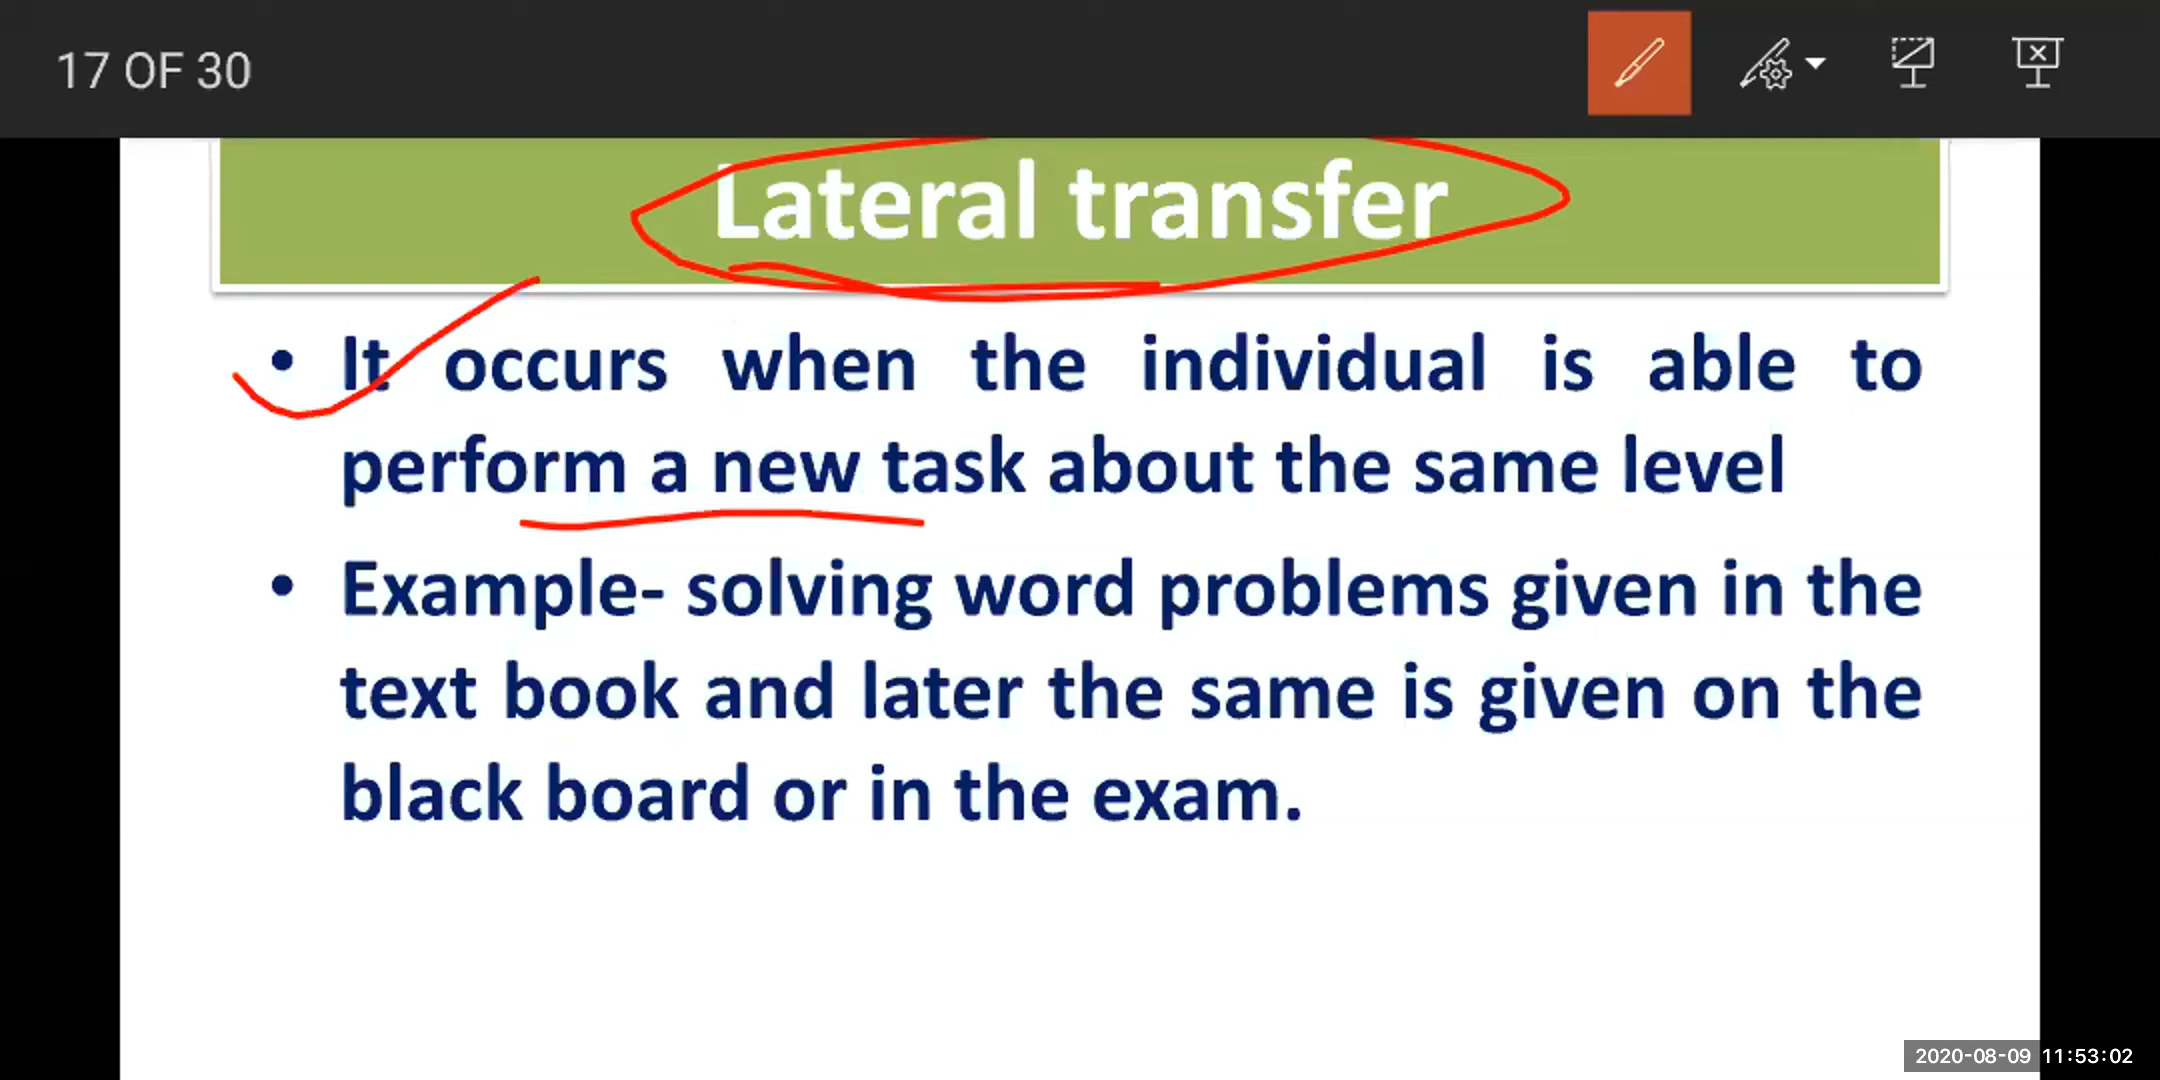 17 OF 30
Lateral transfer
• It occurs when the individual is able to
perform a new task about the same level
• Example- solving word problems given in the
text book and later the same is given on the
black board or in the exam.
2020-08-09 11:53:02